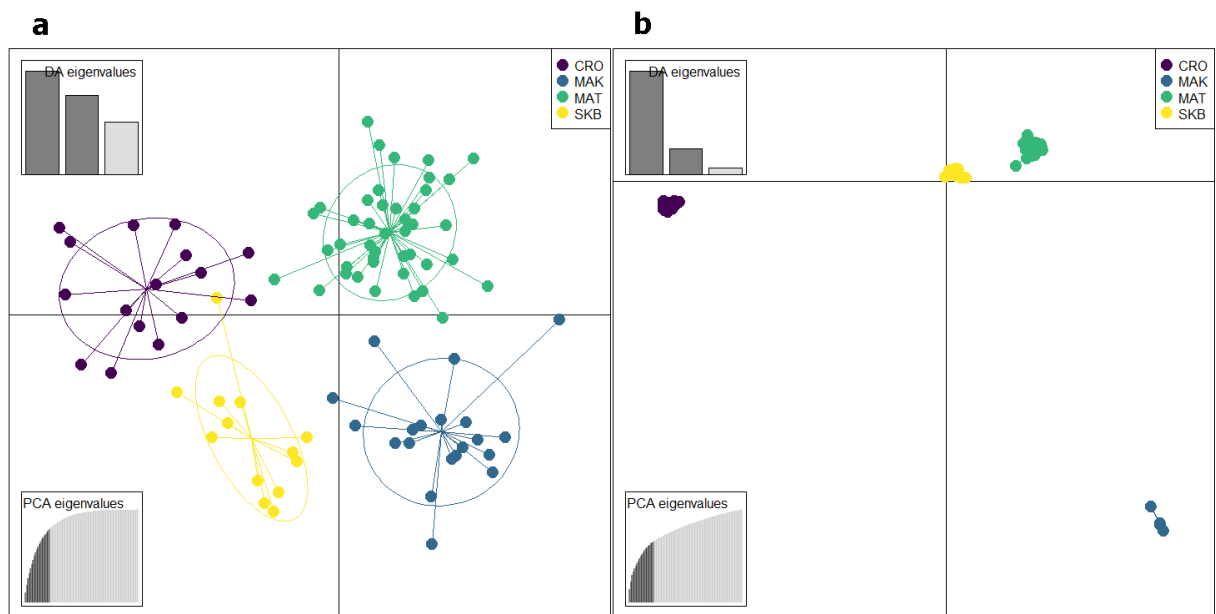 a
DA eigenvalues
CRO
MAK
MAT
SKB
PCA eigenvalues
b
DA eigenvalues
CRO
MAK
MAT
SKB
PCA eigenvalues